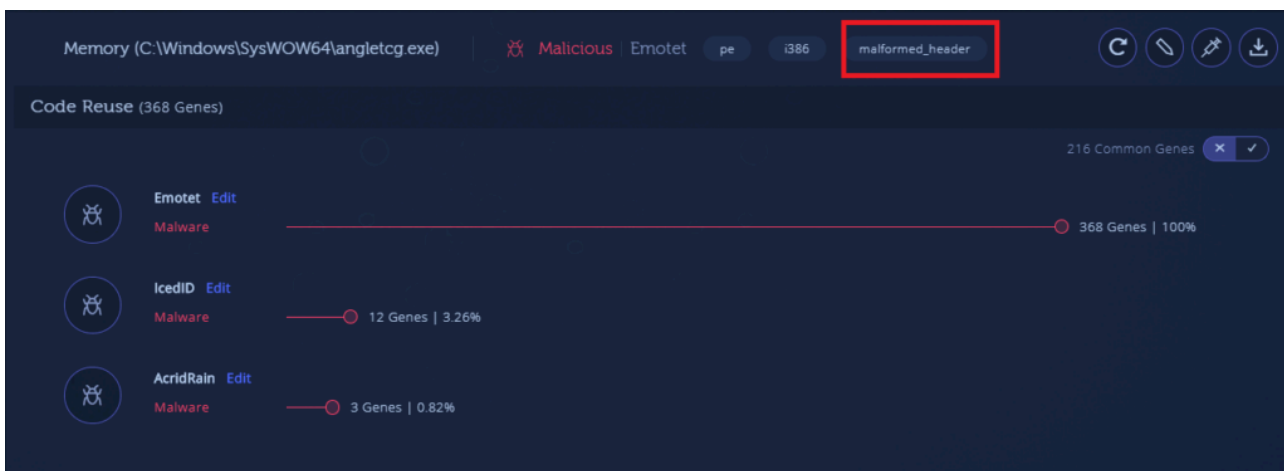 Memory (C:\Windows\SysWOW64\angletcg.exe) Malicious Emotet pe i386 malformed_header
Code Reuse (368 Genes)
216 Common Genes
Emotet Edit
Malware 368 Genes | 100%
IcedID Edit
Malware 12 Genes | 3.26%
AcridRain Edit
Malware 3 Genes | 0.82%